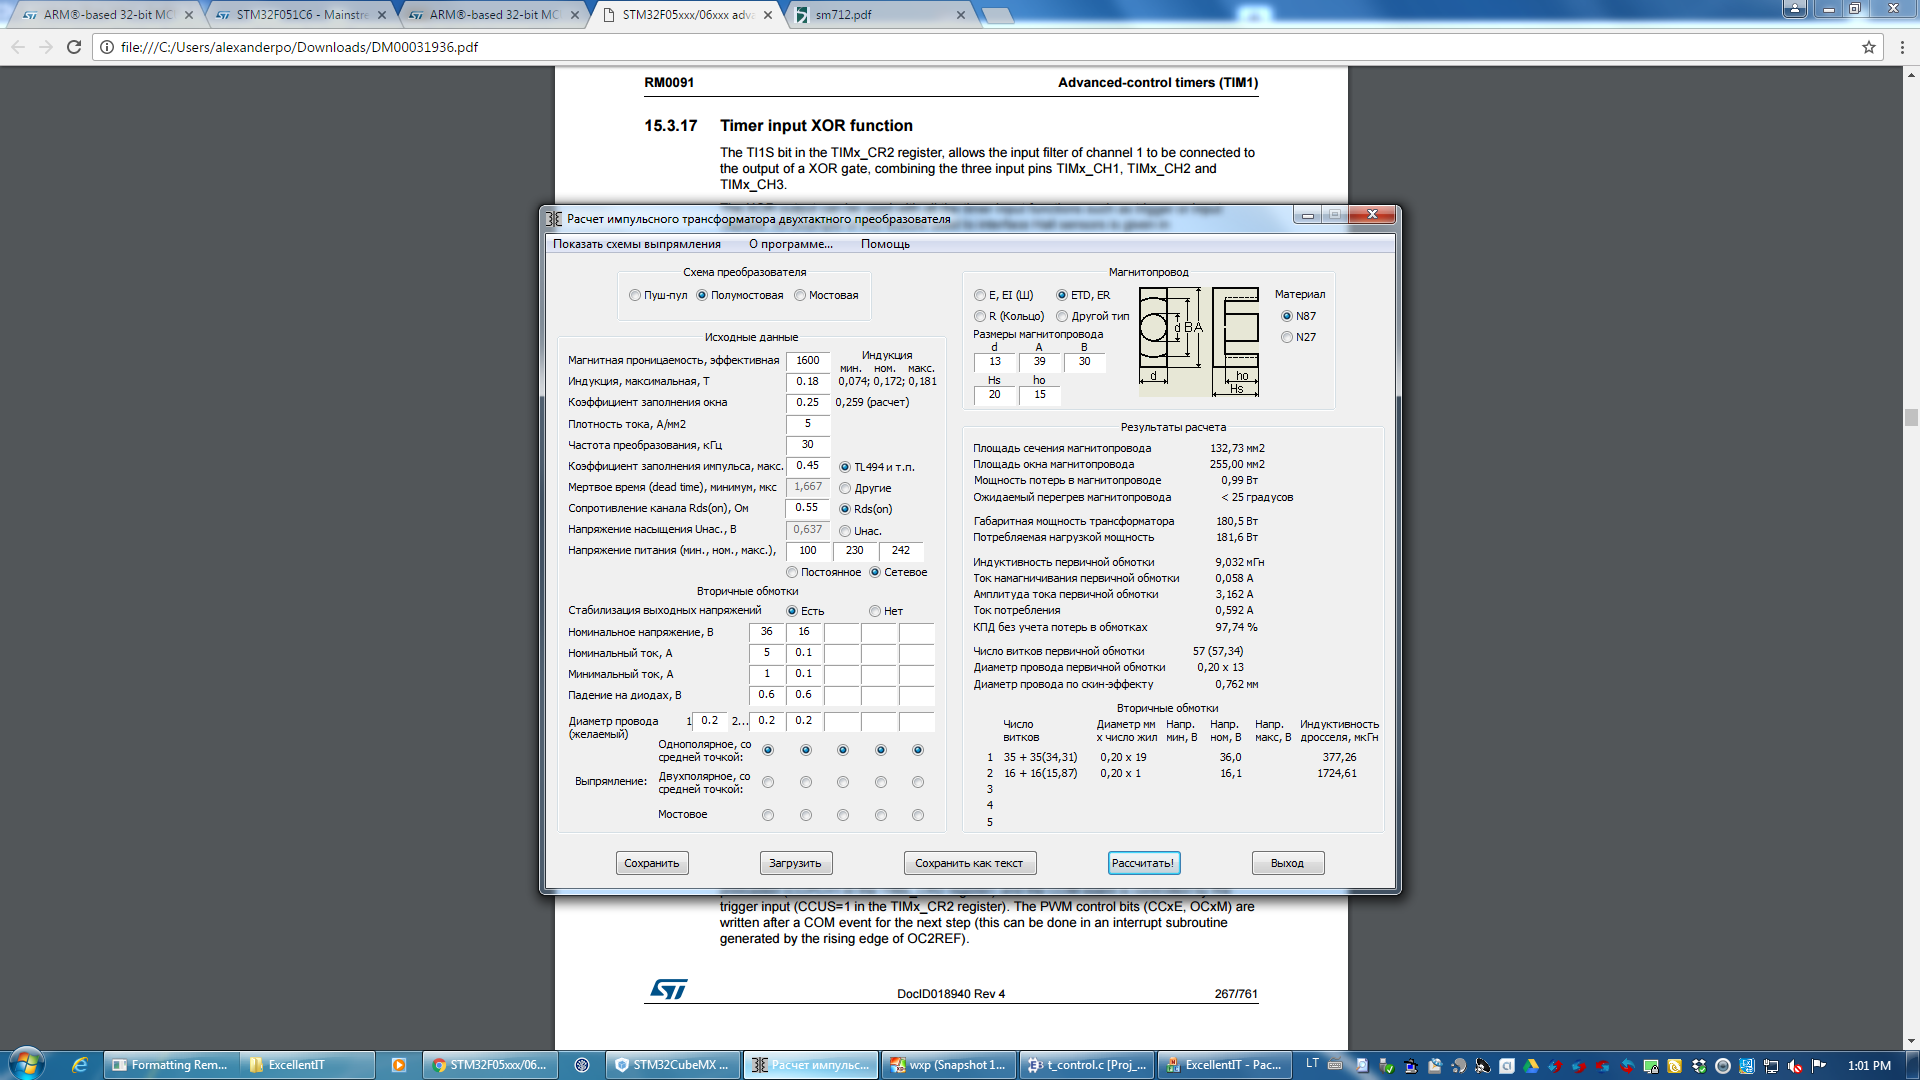 ARM®-based 32-bit MC
STM32F051C6 - Mainstre
ARM®-based 32-bit MC
STM32F05xxx/06xxx adva
sm712.pdf
file:///C:/Users/alexanderpo/Downloads/DM00031936.pdf
RM0091
Advanced-control timers (TIM1)
15.3.17 Timer input XOR function
The TI1S bit in the TIMx_CR2 register, allows the input filter of channel 1 to be connected to
the output of a XOR gate, combining the three input pins TIMx_CH1, TIMx_CH2 and
TIMx_CH3.
Расчет импульсного трансформатора двухтактного преобразователя
Показать схемы выпрямления О программе... Помощь
Схема преобразователя
Пуш-пул Полумостовая Мостовая
Исходные данные
Магнитная проницаемость, эффективная 1600 Индукция
мин. ном. макс.
Индукция, максимальная, Т 0.18 0,074; 0,172; 0,181
Коэффициент заполнения окна 0.25 0,259 (расчет)
Плотность тока, А/мм2 5
Частота преобразования, кГц 30
Коэффициент заполнения импульса, макс. 0.45 TL494 и т.п.
Мертвое время (dead time), минимум, мкс 1,667 Другие
Сопротивление канала Rds(on), Ом 0.55 Rds(on)
Напряжение насыщения Uнас., В 0,637 Uнас.
Напряжение питания (мин., ном., макс.), 100 230 242
Постоянное Сетевое
Вторичные обмотки
Стабилизация выходных напряжений Есть Нет
Номинальное напряжение, В 36 16
Номинальный ток, А 5 0.1
Минимальный ток, А 1 0.1
Падение на диодах, В 0.6 0.6
Диаметр провода 1 0.2 2... 0.2 0.2
(желаемый)
Однополярное, со
средней точкой:
Выпрямление: Двухполярное, со
средней точкой:
Мостовое
Магнитопровод
E, EI (Ш) ETD, ER
R (Кольцо) Другой тип
Размеры магнитопровода
d A B
13 39 30
Hs ho
20 15
d B A
d
ho
Hs
Материал
N87
N27
Результаты расчета
Площадь сечения магнитопровода 132,73 мм2
Площадь окна магнитопровода 255,00 мм2
Мощность потерь в магнитопроводе 0,99 Вт
Ожидаемый перегрев магнитопровода < 25 градусов
Габаритная мощность трансформатора 180,5 Вт
Потребляемая нагрузкой мощность 181,6 Вт
Индуктивность первичной обмотки 9,032 мГн
Ток намагничивания первичной обмотки 0,058 А
Амплитуда тока первичной обмотки 3,162 А
Ток потребления 0,592 А
КПД без учета потерь в обмотках 97,74 %
Число витков первичной обмотки 57 (57,34)
Диаметр провода первичной обмотки 0,20 x 13
Диаметр провода по скин-эффекту 0,762 мм
Вторичные обмотки
Число Диаметр мм Напр. Напр. Напр. Индуктивность
витков х число жил мин, В ном, В макс, В дросселя, мкГн
1 35 + 35(34,31) 0,20 x 19 36,0 377,26
2 16 + 16(15,87) 0,20 x 1 16,1 1724,61
3
4
5
Сохранить Загрузить Сохранить как текст Рассчитать! Выход
trigger input (CCUS=1 in the TIMx_CR2 register). The PWM control bits (CCxE, OCxM) are
written after a COM event for the next step (this can be done in an interrupt subroutine
generated by the rising edge of OC2REF).
ST
DocID018940 Rev 4
267/761
Formatting Rem...
ExcellentIT
STM32F05xxx/06...
STM32CubeMX ...
Расчет импульс...
wxp (Snapshot 1...
t_control.c [Proj_...
ExcellentIT - Рас...
LT
1:01 PM